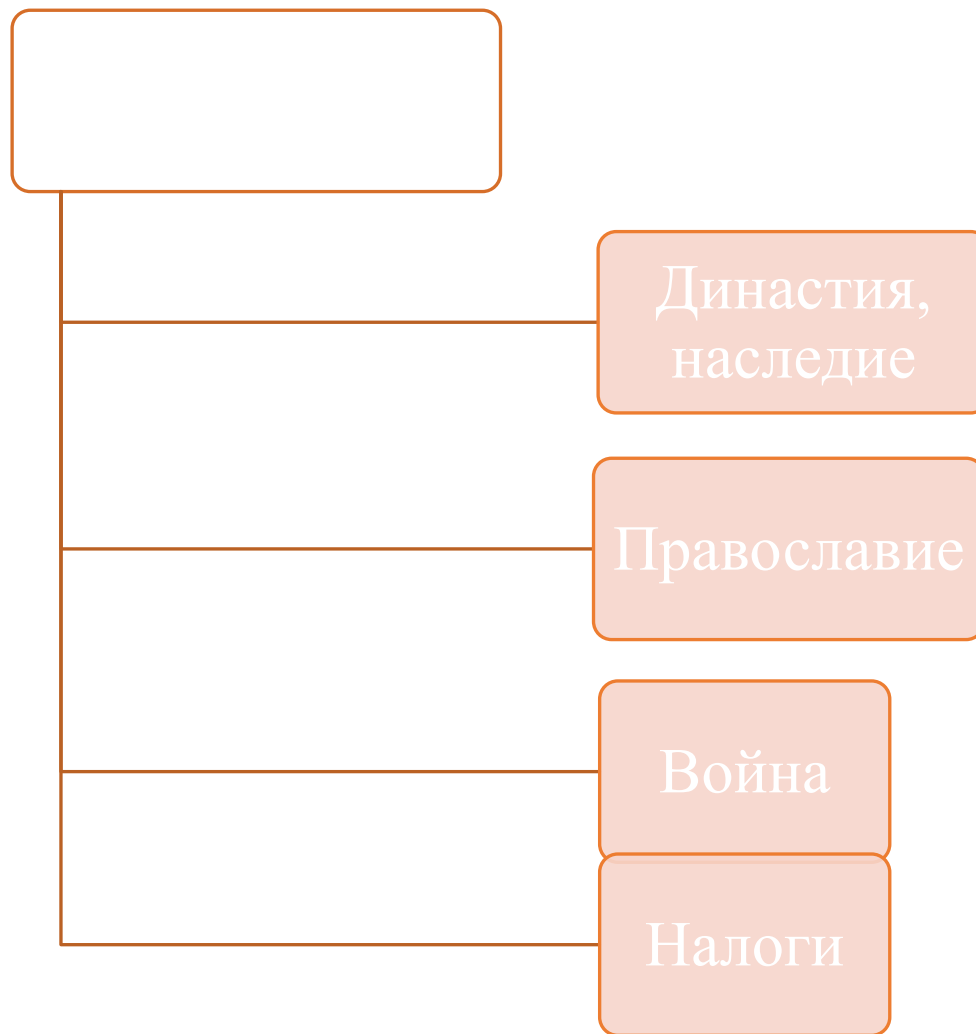 Династия,
наследие
Православие
Война
Налоги